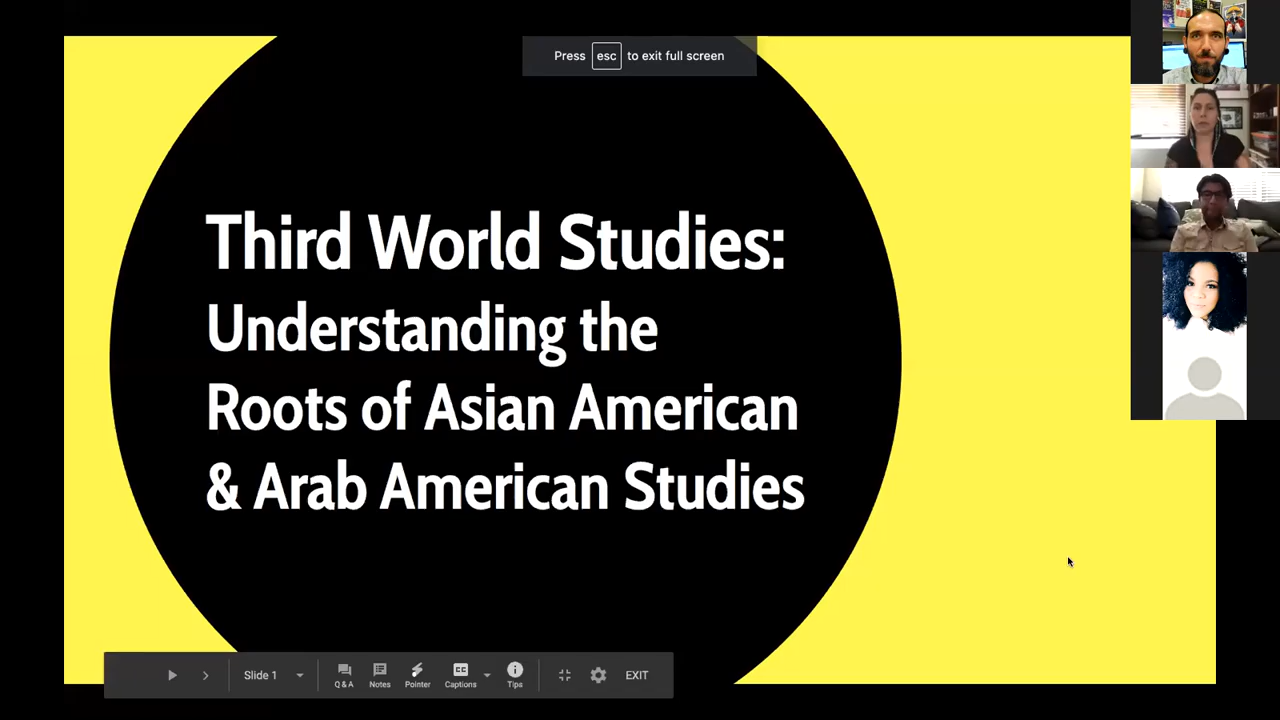 Press esc to exit full screen
Third World Studies:
Understanding the
Roots of Asian American
& Arab American Studies
Slide 1
Q & A
Notes
Pointer
CC
Captions
Tips
EXIT